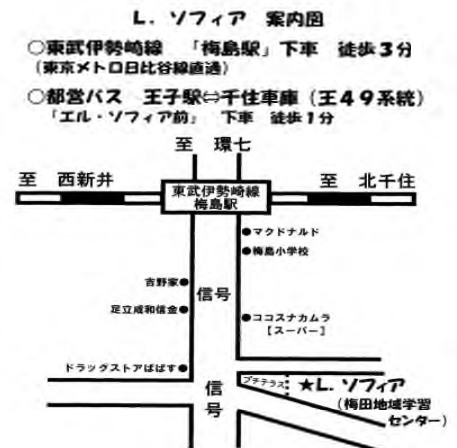 L. ソフィア 案内図
○東武伊勢崎線 「梅島駅」下車 徒歩3分
（東京メトロ日比谷線直通）
○都営バス 王子駅⇔千住車庫（王49系統）
「エル・ソフィア前」 下車 徒歩1分
至 環七
至 西新井
東武伊勢崎線
梅島駅
至 北千住
●マクドナルド
●梅島小学校
吉野家●
信号
足立成和信金●
●ココスナカムラ
【スーパー】
ドラッグストアぱぱす●
信号
プチテラス
★L. ソフィア
（梅田地域学習
センター）